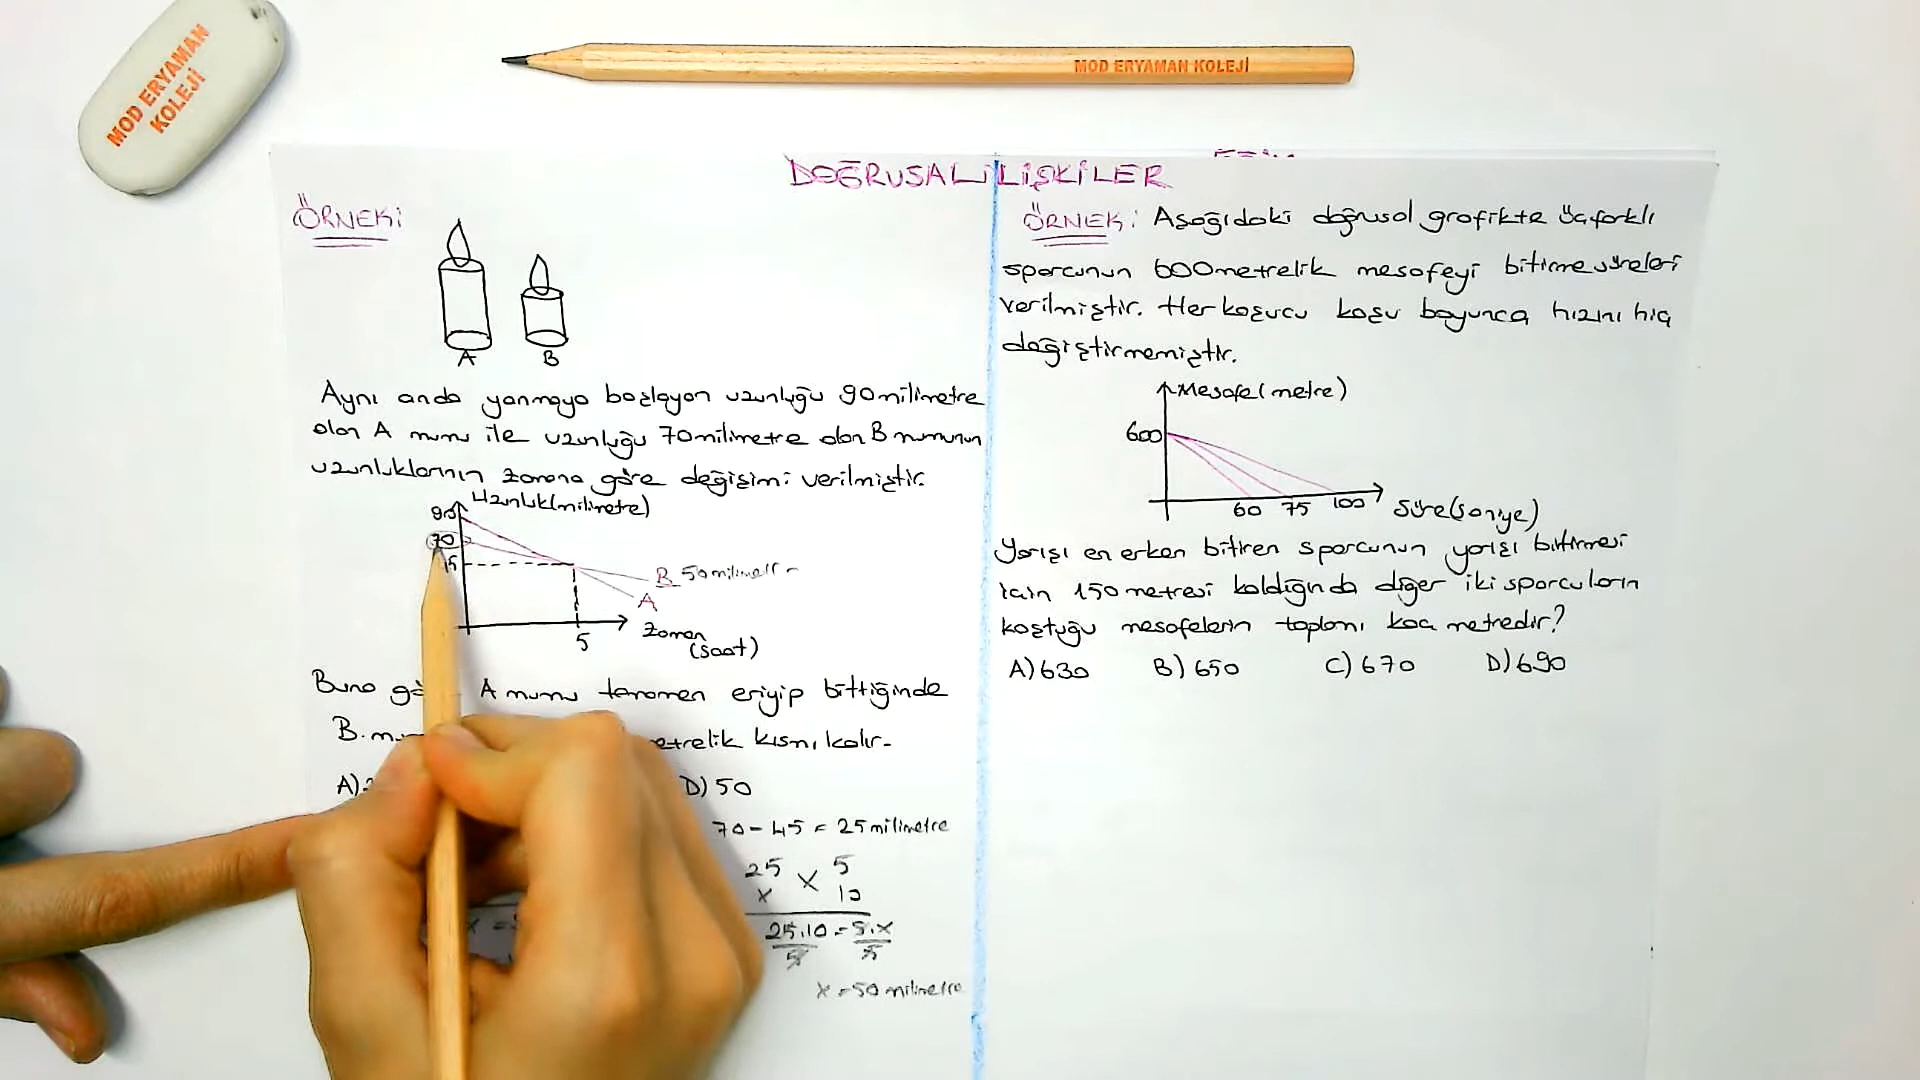 MOD ERYAMAN
KOLEJİ
MOD ERYAMAN KOLEJİ
DOĞRUSAL İLİŞKİLER
ÖRNEK:
A
B
Aynı anda yanmaya başlayan uzunluğu 90 milimetre
olan A mumu ile uzunluğu 70 milimetre olan B mumunun
uzunluklarının zamana göre değişimi verilmiştir.
Uzunluk(milimetre)
90
70
45
B 50 milimetre
A
5
Zaman
(saat)
Buna A mumu tamamen eriyip bittiğinde
B. kısmı kalır.
A)
D) 50
70 - 45 = 25 milimetre
25 x 5
x 10
25.10 = 5.x
5 5
x = 50 milimetre
ÖRNEK: Aşağıdaki doğrusal grafikte üç farklı
sporcunun 600 metrelik mesafeyi bitirme süreleri
verilmiştir. Her koşucu koşu boyunca hızını hiç
değiştirmemiştir.
Mesafe(metre)
600
60 75 100 Süre(saniye)
Yarışı en erken bitiren sporcunun yarışı bitirmesi
için 150 metresi kaldığında diğer iki sporcuların
koştuğu mesafelerin toplamı kaç metredir?
A) 630 B) 650 C) 670 D) 690